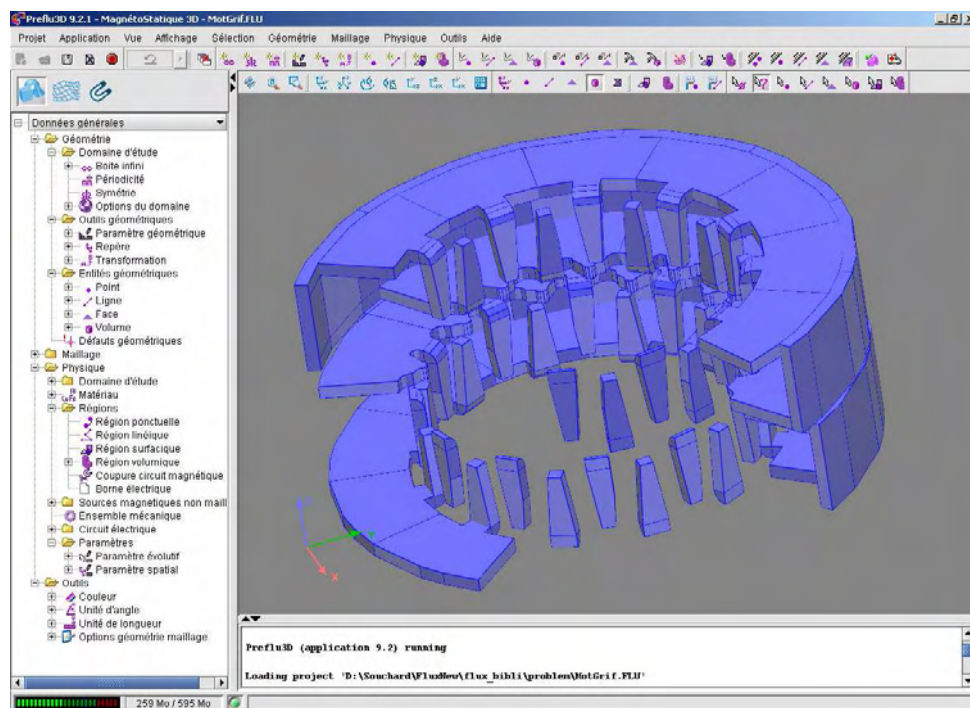 Preflu3D 9.2.1 - MagnétoStatique 3D - MotGrif.FLU
Projet Application Vue Affichage Sélection Géométrie Maillage Physique Outils Aide
Données générales
Géométrie
Domaine d'étude
Boite infini
Périodicité
Symétrie
Options du domaine
Outils géométriques
Paramètre géométrique
Repère
Transformation
Entités géométriques
Point
Ligne
Face
Volume
Défauts géométriques
Maillage
Physique
Domaine d'étude
Matériau
Régions
Région ponctuelle
Région linéique
Région surfacique
Région volumique
Coupure circuit magnétique
Borne électrique
Sources magnetiques non maill
Ensemble mécanique
Circuit électrique
Paramètres
Paramètre évolutif
Paramètre spatial
Outils
Couleur
Unité d'angle
Unité de longueur
Options géométrie maillage
Z
Y
X
Preflu3D (application 9.2) running
Loading project 'D:\Souchard\FluxNeu\flux_bibli\problem\MotGrif.FLU'
259 Mo / 595 Mo